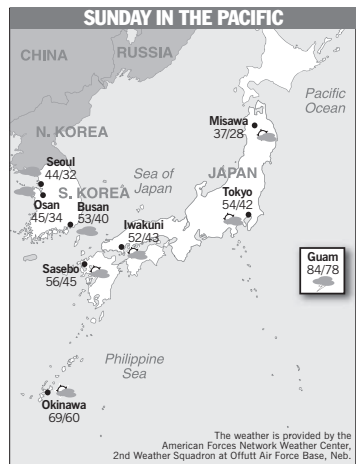 SUNDAY IN THE PACIFIC
CHINA
RUSSIA
Pacific
Ocean
N. KOREA
Misawa
37/28
Seoul
44/32
Sea of
Japan
JAPAN
S. KOREA
Osan
45/34
Busan
53/40
Tokyo
54/42
Iwakuni
52/43
Sasebo
56/45
Guam
84/78
Philippine
Sea
Okinawa
69/60
The weather is provided by the
American Forces Network Weather Center,
2nd Weather Squadron at Offutt Air Force Base, Neb.